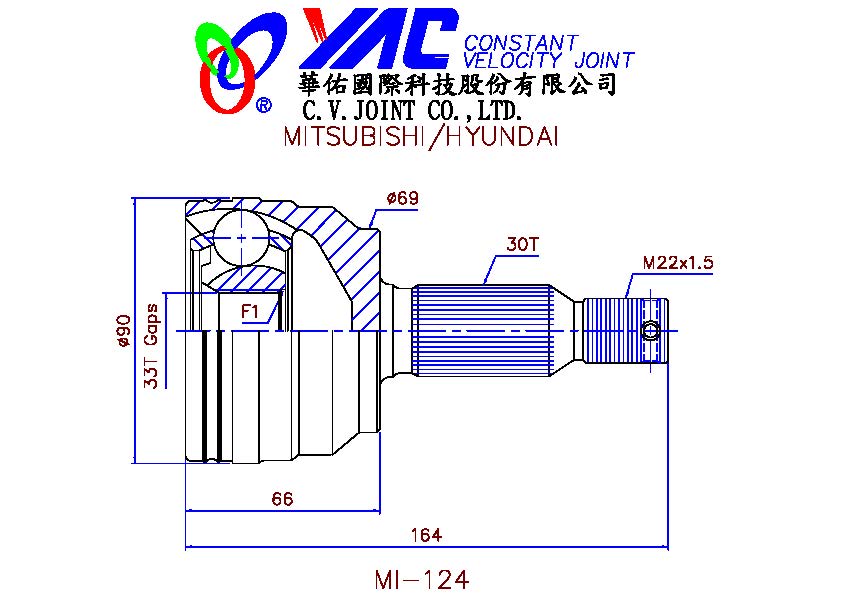 YAC CONSTANT
VELOCITY JOINT
華佑國際科技股份有限公司
®
C.V.JOINT CO.,LTD.
MITSUBISHI/HYUNDAI
ø69
30T
M22x1.5
F1
ø90
33T Gaps
66
164
MI-124